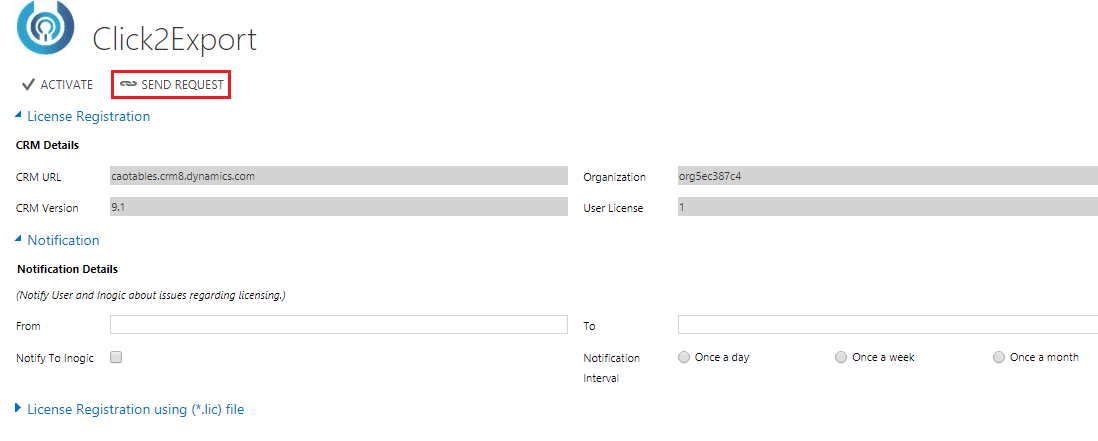 Click2Export
ACTIVATE SEND REQUEST
License Registration
CRM Details
CRM URL caotables.crm8.dynamics.com Organization org5ec387c4
CRM Version 9.1 User License 1
Notification
Notification Details
(Notify User and Inogic about issues regarding licensing.)
From To
Notify To Inogic Notification Interval Once a day Once a week Once a month
License Registration using (*.lic) file